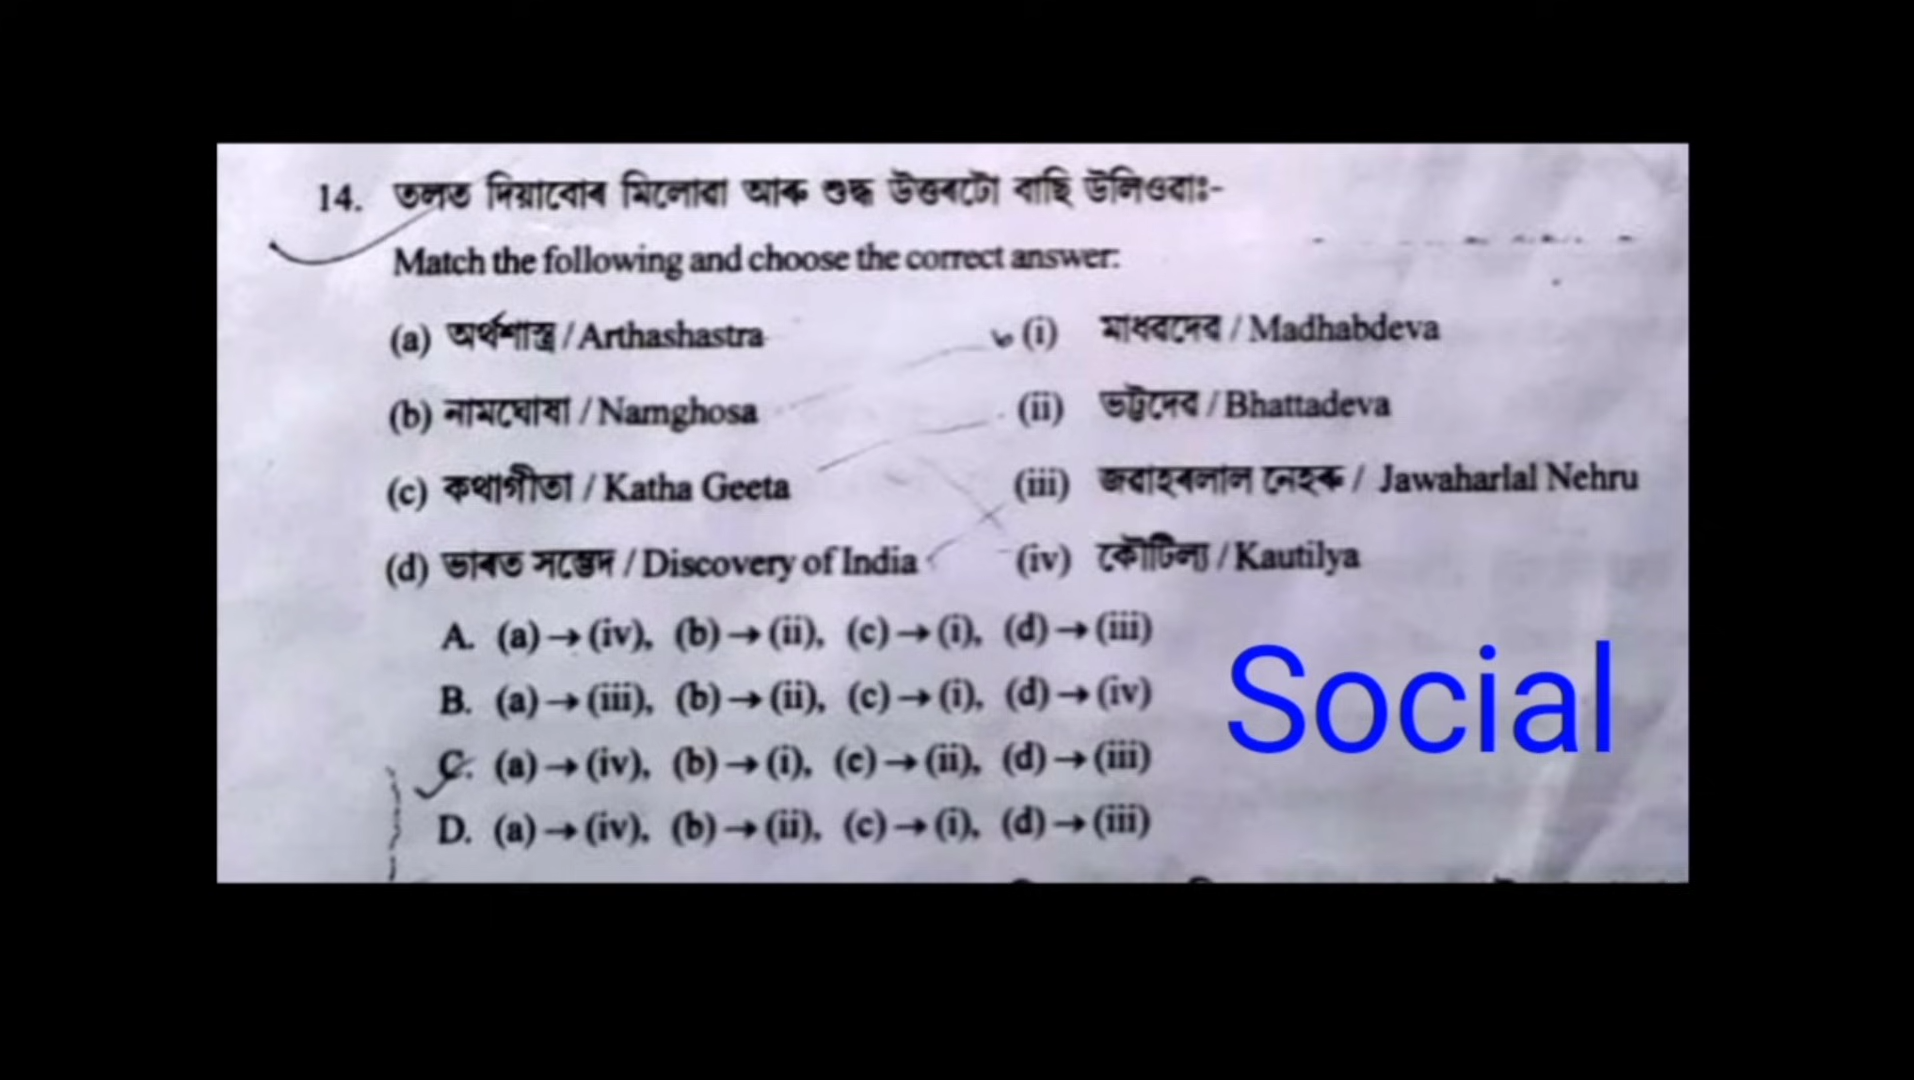 14. তলত দিয়াবোৰ মিলোৱা আৰু শুদ্ধ উত্তৰটো বাছি উলিওৱাঃ-
Match the following and choose the correct answer:
(a) অৰ্থশাস্ত্ৰ / Arthashastra (i) মাধৱদেৱ / Madhabdeva
(b) নামঘোষা / Namghosa (ii) ভট্টদেৱ / Bhattadeva
(c) কথাগীতা / Katha Geeta (iii) জৱাহৰলাল নেহৰু / Jawaharlal Nehru
(d) ভাৰত সম্ভেদ / Discovery of India (iv) কৌটিল্য / Kautilya
A. (a)→(iv), (b)→(ii), (c)→(i), (d)→(iii)
B. (a)→(iii), (b)→(ii), (c)→(i), (d)→(iv)
C. (a)→(iv), (b)→(i), (c)→(ii), (d)→(iii)
D. (a)→(iv), (b)→(ii), (c)→(i), (d)→(iii)
Social